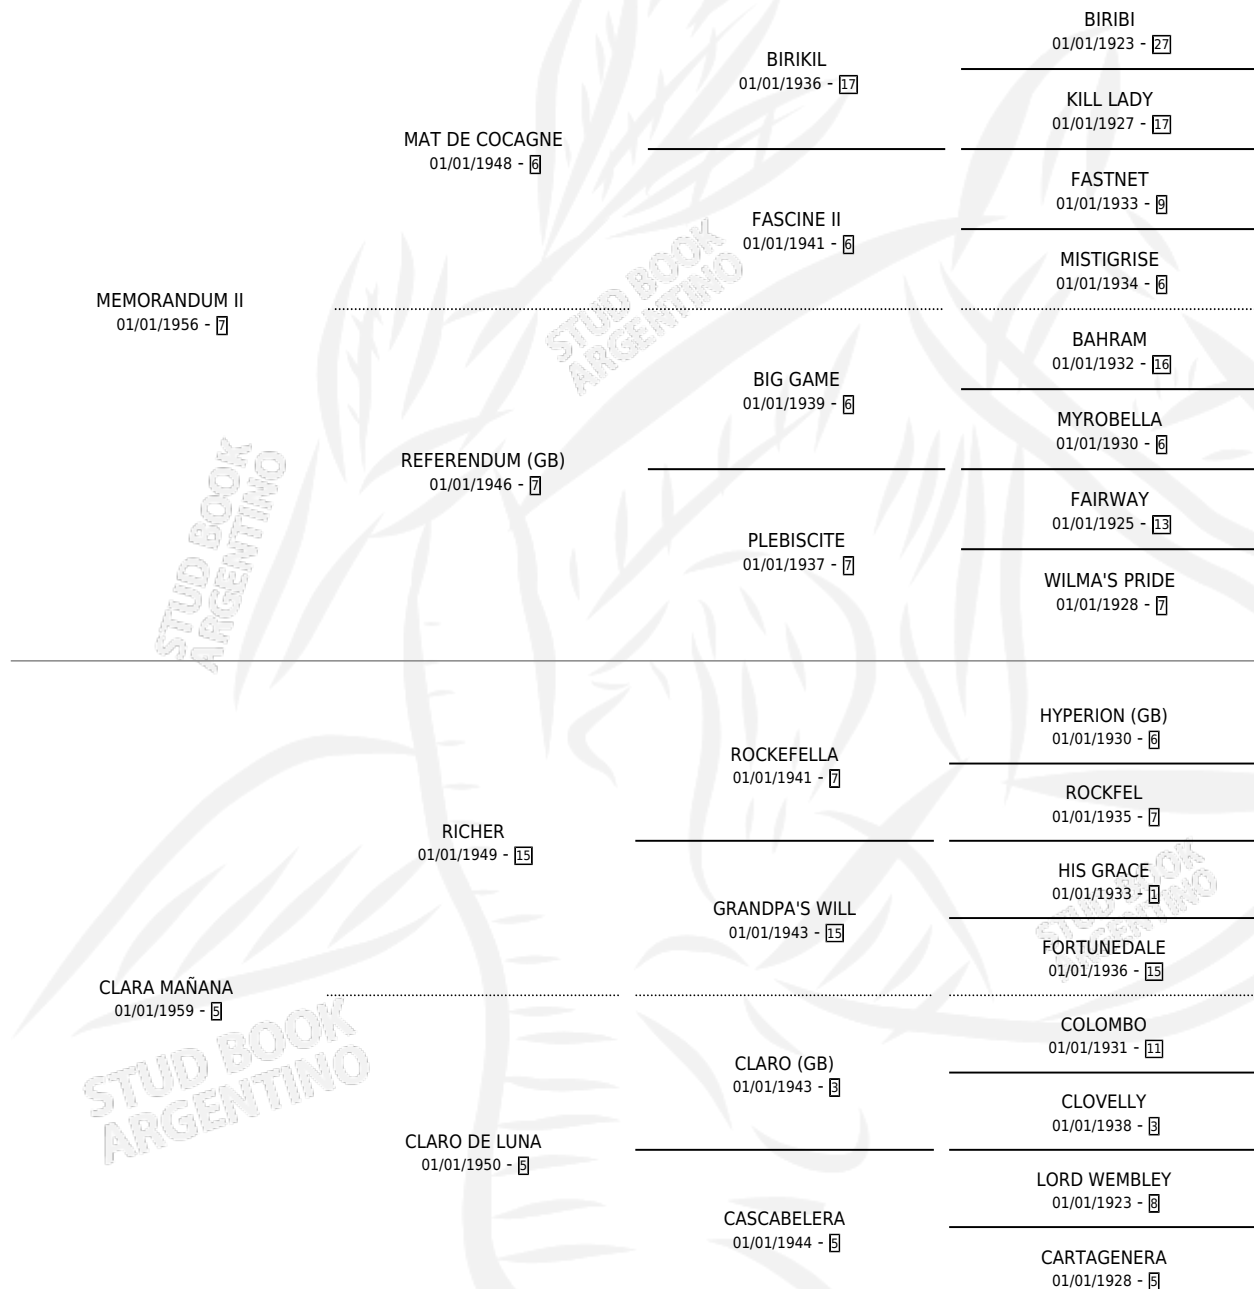 BIRIBI
01/01/1923 - 27
BIRIKIL
01/01/1936 - 17
KILL LADY
01/01/1927 - 17
MAT DE COCAGNE
01/01/1948 - 6
FASTNET
01/01/1933 - 9
FASCINE II
01/01/1941 - 6
MISTIGRISE
01/01/1934 - 6
MEMORANDUM II
01/01/1956 - 7
BAHRAM
01/01/1932 - 16
BIG GAME
01/01/1939 - 6
MYROBELLA
01/01/1930 - 6
REFERENDUM (GB)
01/01/1946 - 7
FAIRWAY
01/01/1925 - 13
PLEBISCITE
01/01/1937 - 7
WILMA'S PRIDE
01/01/1928 - 7
HYPERION (GB)
01/01/1930 - 6
ROCKEFELLA
01/01/1941 - 7
ROCKFEL
01/01/1935 - 7
RICHER
01/01/1949 - 15
HIS GRACE
01/01/1933 - 1
GRANDPA'S WILL
01/01/1943 - 15
FORTUNEDALE
01/01/1936 - 15
CLARA MAÑANA
01/01/1959 - 5
COLOMBO
01/01/1931 - 11
CLARO (GB)
01/01/1943 - 3
CLOVELLY
01/01/1938 - 3
CLARO DE LUNA
01/01/1950 - 5
LORD WEMBLEY
01/01/1923 - 8
CASCABELERA
01/01/1944 - 5
CARTAGENERA
01/01/1928 - 5
STUD BOOK
ARGENTINO
STUD BOOK
ARGENTINO
STUD BOOK
ARGENTINO
STUD BOOK
ARGENTINO